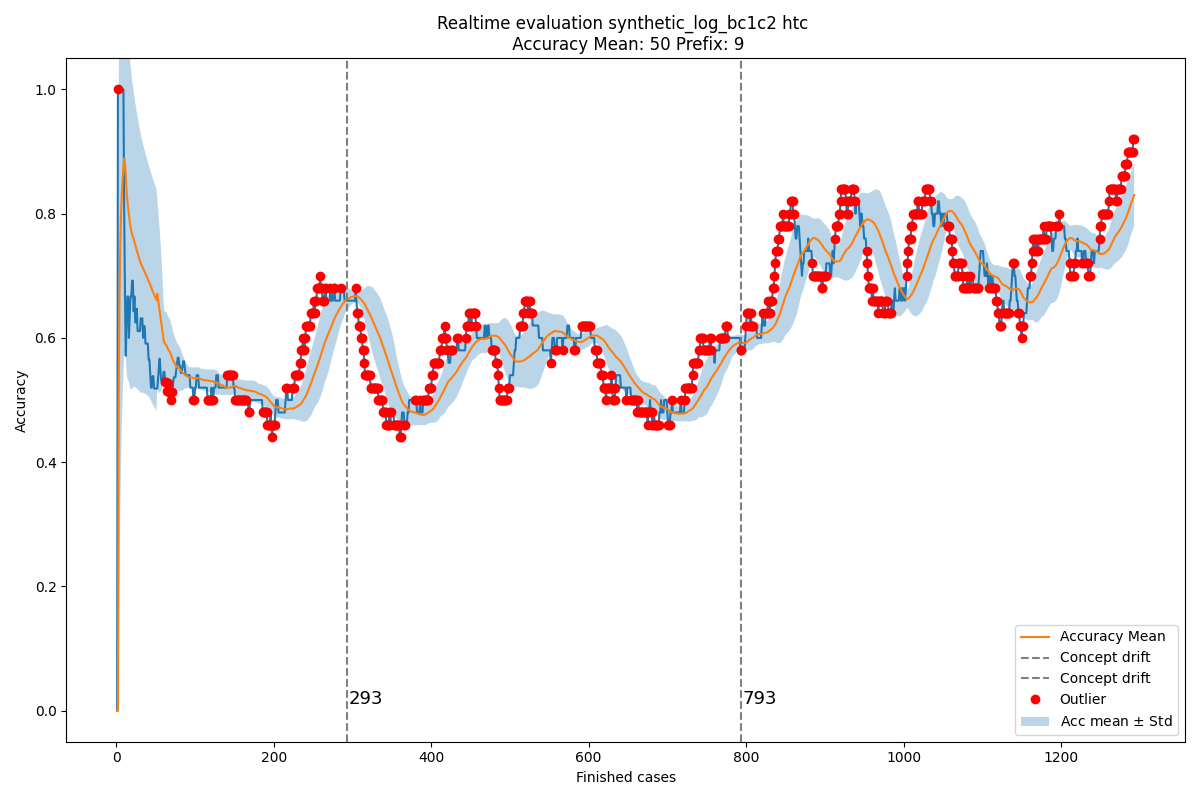 Realtime evaluation synthetic_log_bc1c2 htc
Accuracy Mean: 50 Prefix: 9
Accuracy
1.0
0.8
0.6
0.4
0.2
0.0
293
793
Accuracy Mean
Concept drift
Concept drift
Outlier
Acc mean ± Std
0 200 400 600 800 1000 1200
Finished cases